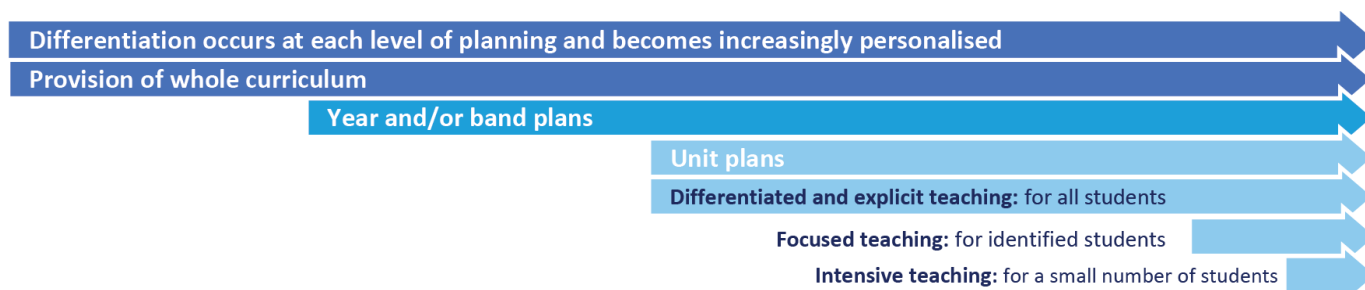 Differentiation occurs at each level of planning and becomes increasingly personalised
Provision of whole curriculum
Year and/or band plans
Unit plans
Differentiated and explicit teaching: for all students
Focused teaching: for identified students
Intensive teaching: for a small number of students